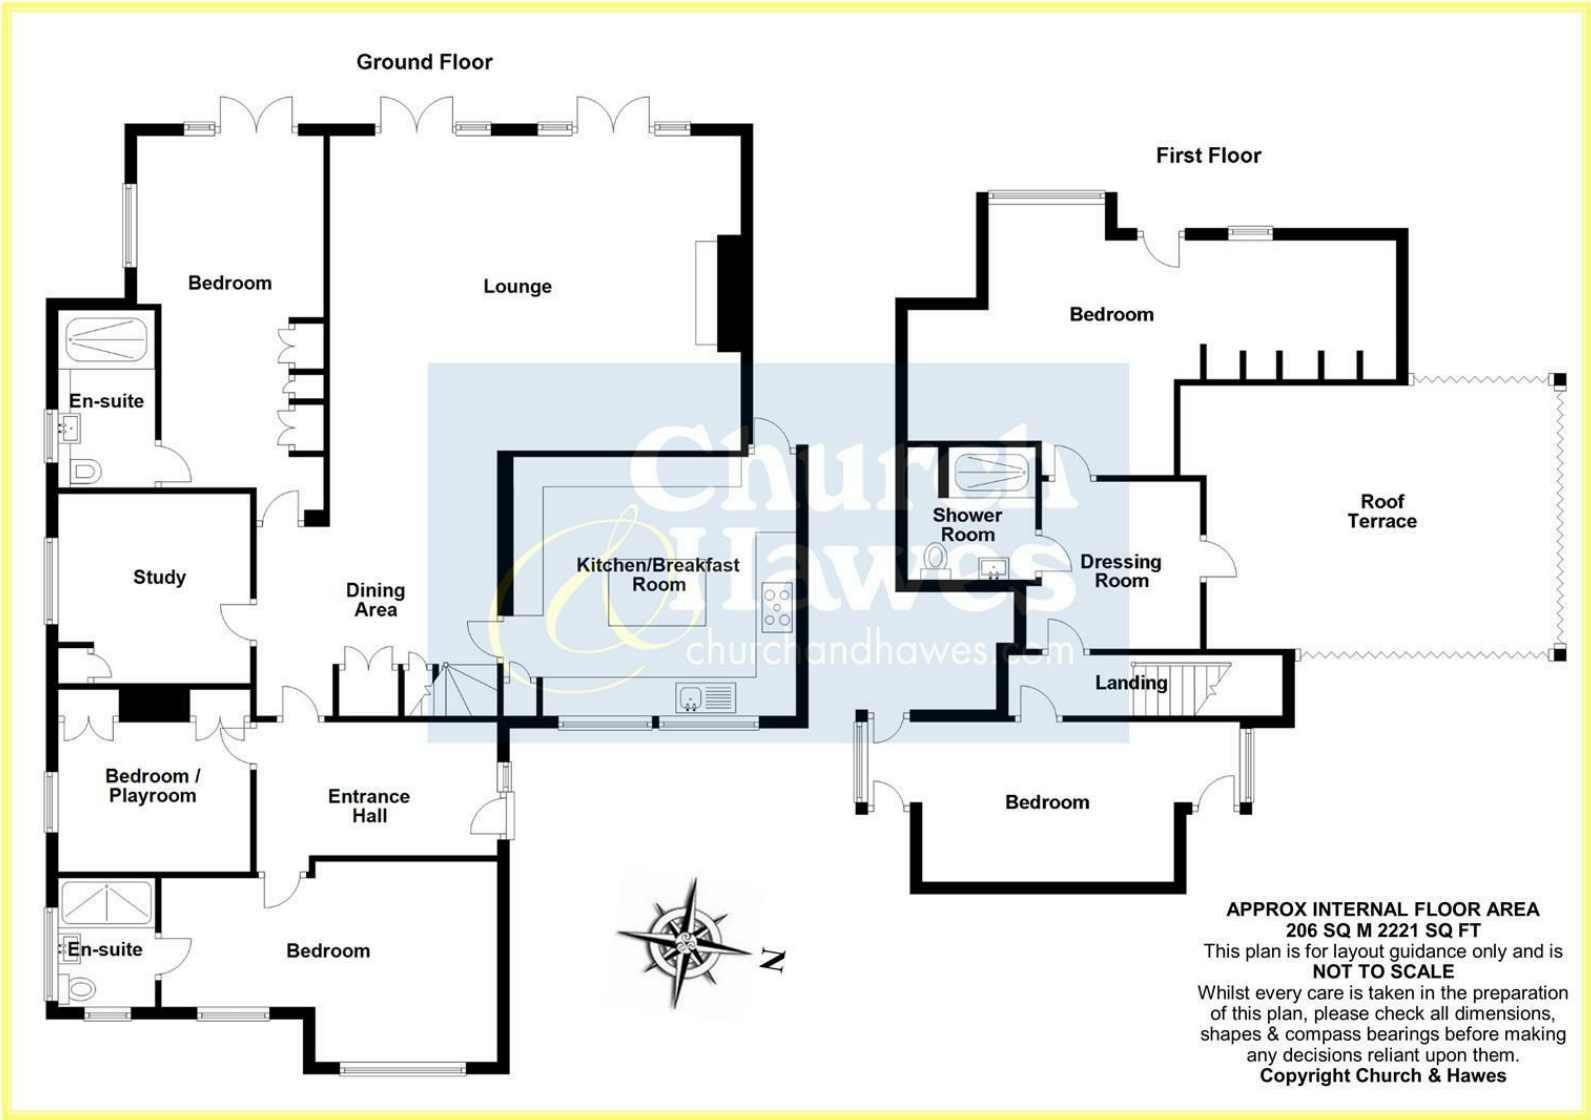 Ground Floor
First Floor
Bedroom
Lounge
Bedroom
En-suite
Church
& Hawes
churchandhawes.com
Shower
Room
Roof
Terrace
Study
Kitchen/Breakfast
Room
Dressing
Room
Dining
Area
Landing
Bedroom /
Playroom
Entrance
Hall
Bedroom
En-suite
Bedroom
N
APPROX INTERNAL FLOOR AREA
206 SQ M 2221 SQ FT
This plan is for layout guidance only and is
NOT TO SCALE
Whilst every care is taken in the preparation
of this plan, please check all dimensions,
shapes & compass bearings before making
any decisions reliant upon them.
Copyright Church & Hawes